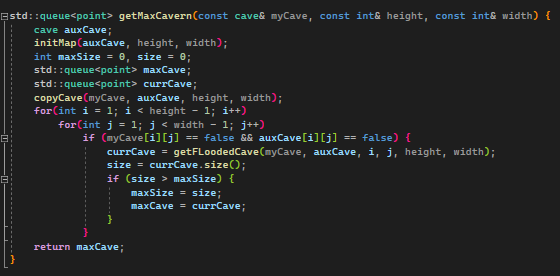 std::queue<point> getMaxCavern(const cave& myCave, const int& height, const int& width) {
    cave auxCave;
    initMap(auxCave, height, width);
    int maxSize = 0, size = 0;
    std::queue<point> maxCave;
    std::queue<point> currCave;
    copyCave(myCave, auxCave, height, width);
    for(int i = 1; i < height - 1; i++)
        for(int j = 1; j < width - 1; j++)
            if (myCave[i][j] == false && auxCave[i][j] == false) {
                currCave = getFLoodedCave(myCave, auxCave, i, j, height, width);
                size = currCave.size();
                if (size > maxSize) {
                    maxSize = size;
                    maxCave = currCave;
                }
            }
    return maxCave;
}